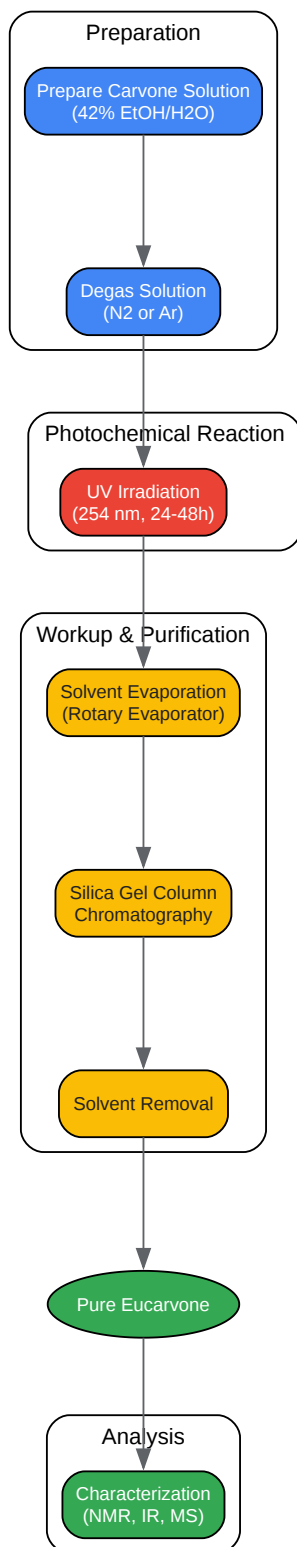 Preparation
Prepare Carvone Solution
(42% EtOH/H2O)
Degas Solution
(N2 or Ar)
Photochemical Reaction
UV Irradiation
(254 nm, 24-48h)
Workup & Purification
Solvent Evaporation
(Rotary Evaporator)
Silica Gel Column
Chromatography
Solvent Removal
Pure Eucarvone
Analysis
Characterization
(NMR, IR, MS)